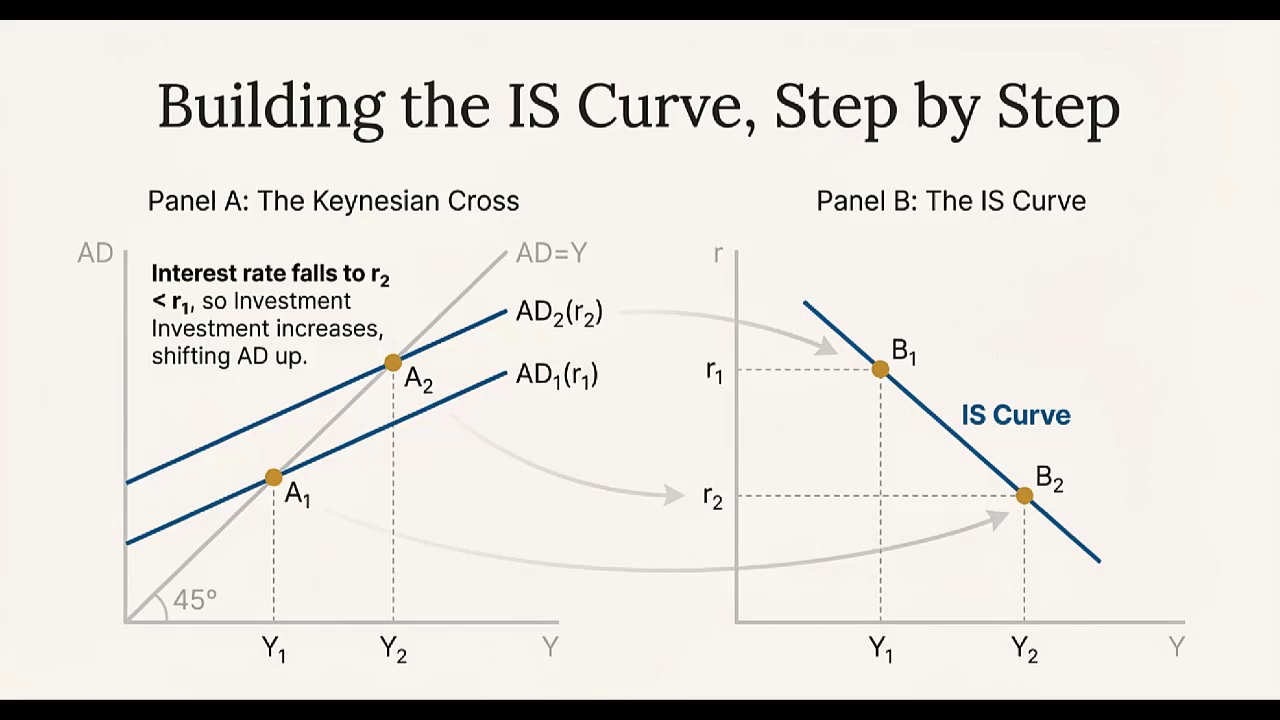 Building the IS Curve, Step by Step
Panel A: The Keynesian Cross
AD
Interest rate falls to r₂
< r₁, so Investment
Investment increases,
shifting AD up.
AD=Y
AD₂(r₂)
AD₁(r₁)
A₂
A₁
45°
Y₁
Y₂
Y
Panel B: The IS Curve
r
r₁
r₂
B₁
IS Curve
B₂
Y₁
Y₂
Y